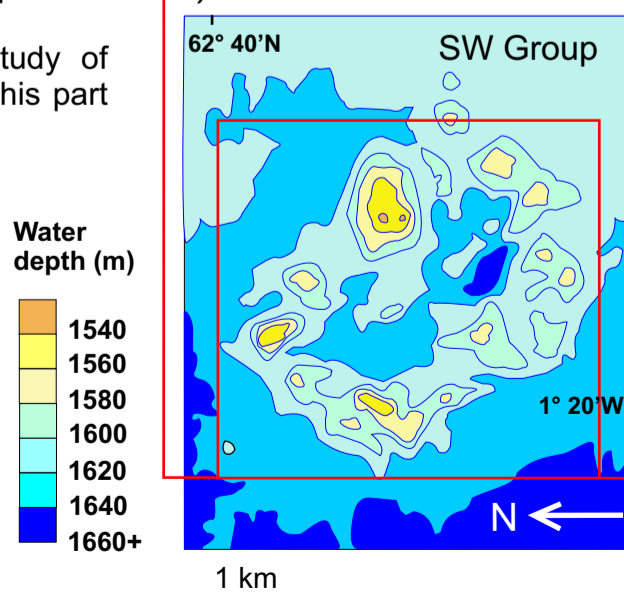 tudy of
his part
62° 40'N
SW Group
Water
depth (m)
1540
1560
1580
1600
1620
1640
1660+
1° 20'W
N
1 km